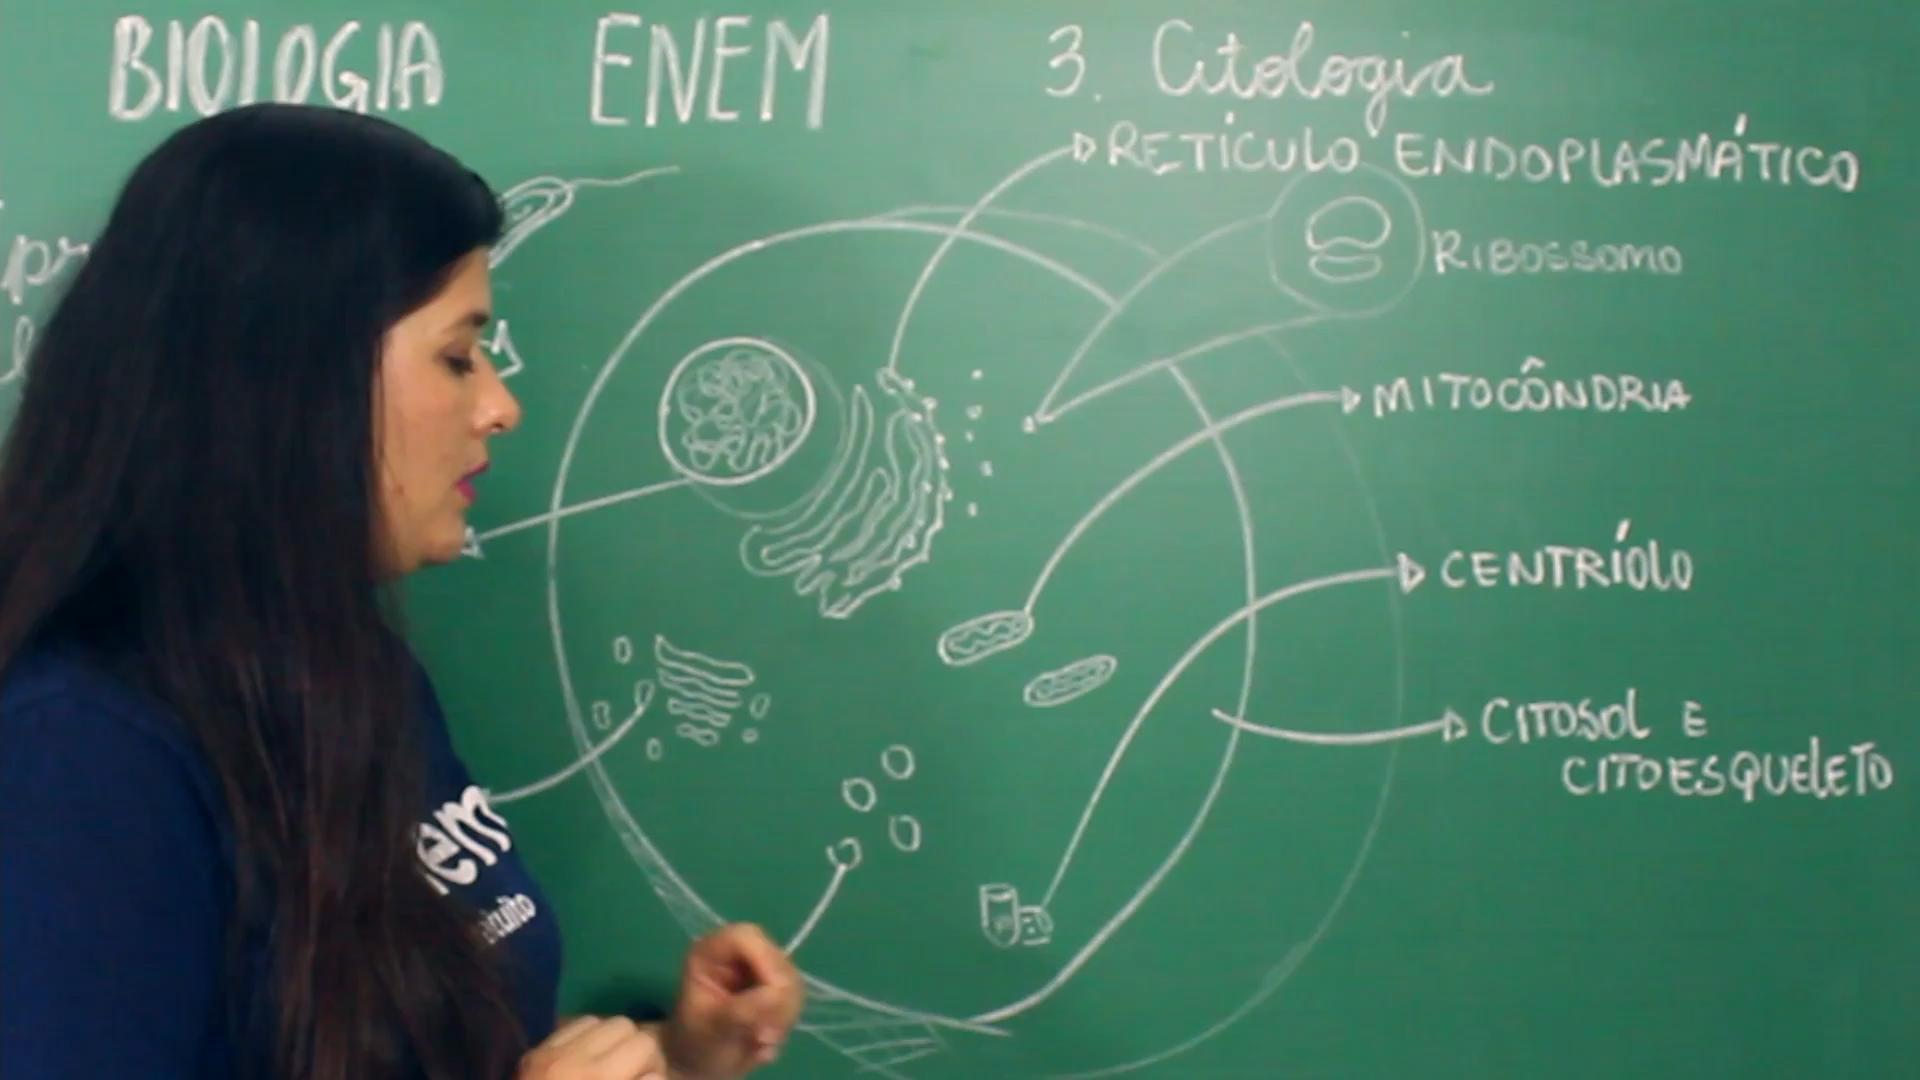 BIOLOGIA ENEM 3. Citologia
RETÍCULO ENDOPLASMÁTICO
RIBOSSOMO
MITOCÔNDRIA
CENTRÍOLO
CITOSOL E
CITOESQUELETO